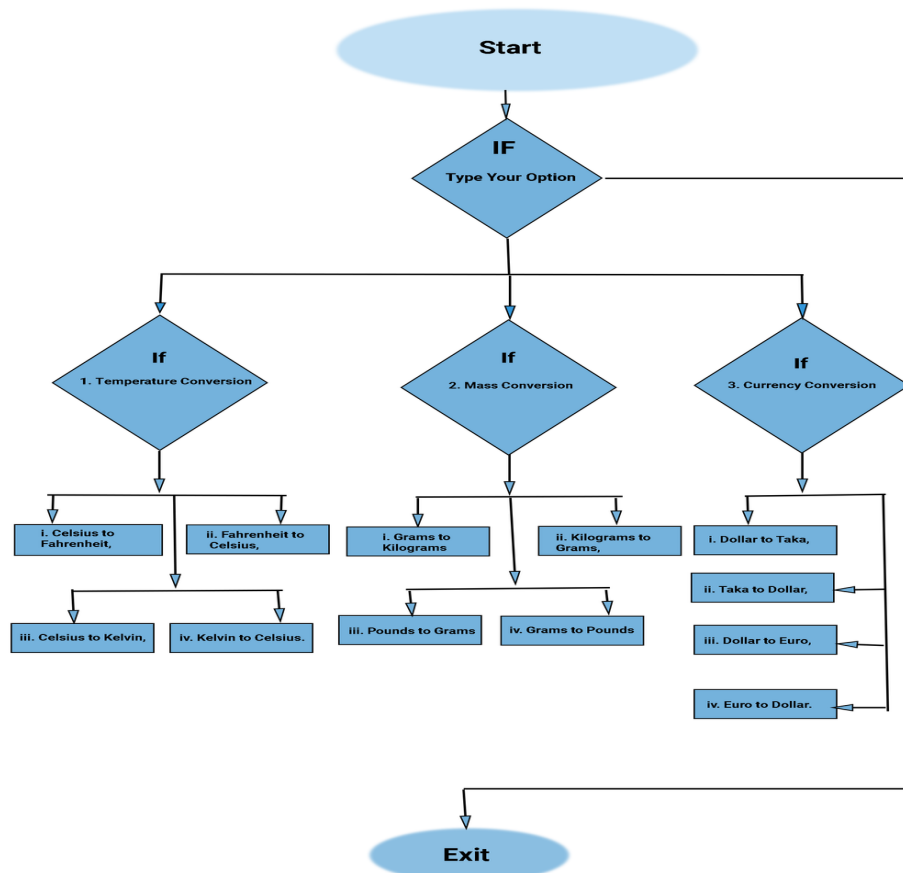 Start
IF
Type Your Option
If
1. Temperature Conversion
If
2. Mass Conversion
If
3. Currency Conversion
i. Celsius to
Fahrenheit,
ii. Fahrenheit to
Celsius,
iii. Celsius to Kelvin,
iv. Kelvin to Celsius.
i. Grams to
Kilograms
ii. Kilograms to
Grams,
iii. Pounds to Grams
iv. Grams to Pounds
i. Dollar to Taka,
ii. Taka to Dollar,
iii. Dollar to Euro,
iv. Euro to Dollar.
Exit